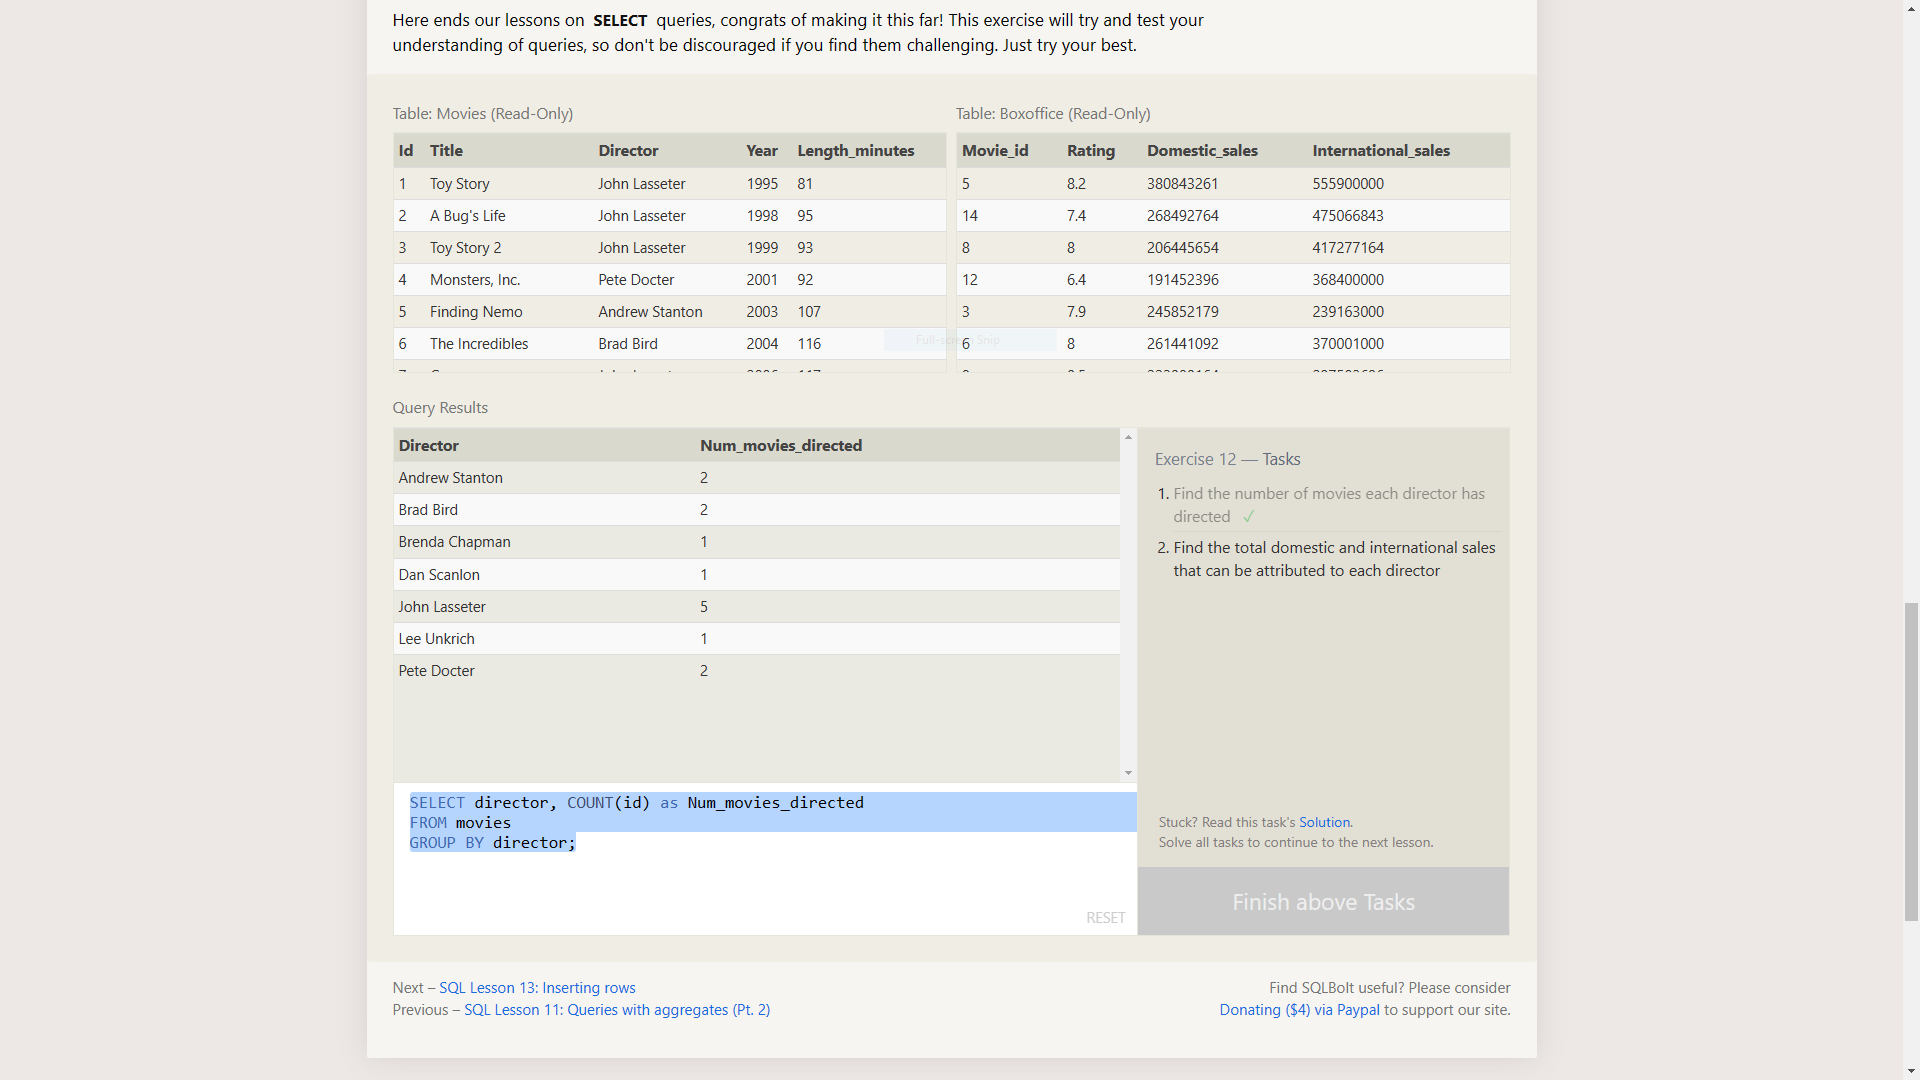 Here ends our lessons on SELECT queries, congrats of making it this far! This exercise will try and test your
understanding of queries, so don't be discouraged if you find them challenging. Just try your best.
Table: Movies (Read-Only)
Id Title Director Year Length_minutes
1 Toy Story John Lasseter 1995 81
2 A Bug's Life John Lasseter 1998 95
3 Toy Story 2 John Lasseter 1999 93
4 Monsters, Inc. Pete Docter 2001 92
5 Finding Nemo Andrew Stanton 2003 107
6 The Incredibles Brad Bird 2004 116
Table: Boxoffice (Read-Only)
Movie_id Rating Domestic_sales International_sales
5 8.2 380843261 555900000
14 7.4 268492764 475066843
8 8 206445654 417277164
12 6.4 191452396 368400000
3 7.9 245852179 239163000
6 8 261441092 370001000
Full-screen Snip
Query Results
Director Num_movies_directed
Andrew Stanton 2
Brad Bird 2
Brenda Chapman 1
Dan Scanlon 1
John Lasseter 5
Lee Unkrich 1
Pete Docter 2
SELECT director, COUNT(id) as Num_movies_directed
FROM movies
GROUP BY director;
RESET
Exercise 12 — Tasks
1. Find the number of movies each director has
directed ✓
2. Find the total domestic and international sales
that can be attributed to each director
Stuck? Read this task's Solution.
Solve all tasks to continue to the next lesson.
Finish above Tasks
Next – SQL Lesson 13: Inserting rows
Previous – SQL Lesson 11: Queries with aggregates (Pt. 2)
Find SQLBolt useful? Please consider
Donating ($4) via Paypal to support our site.